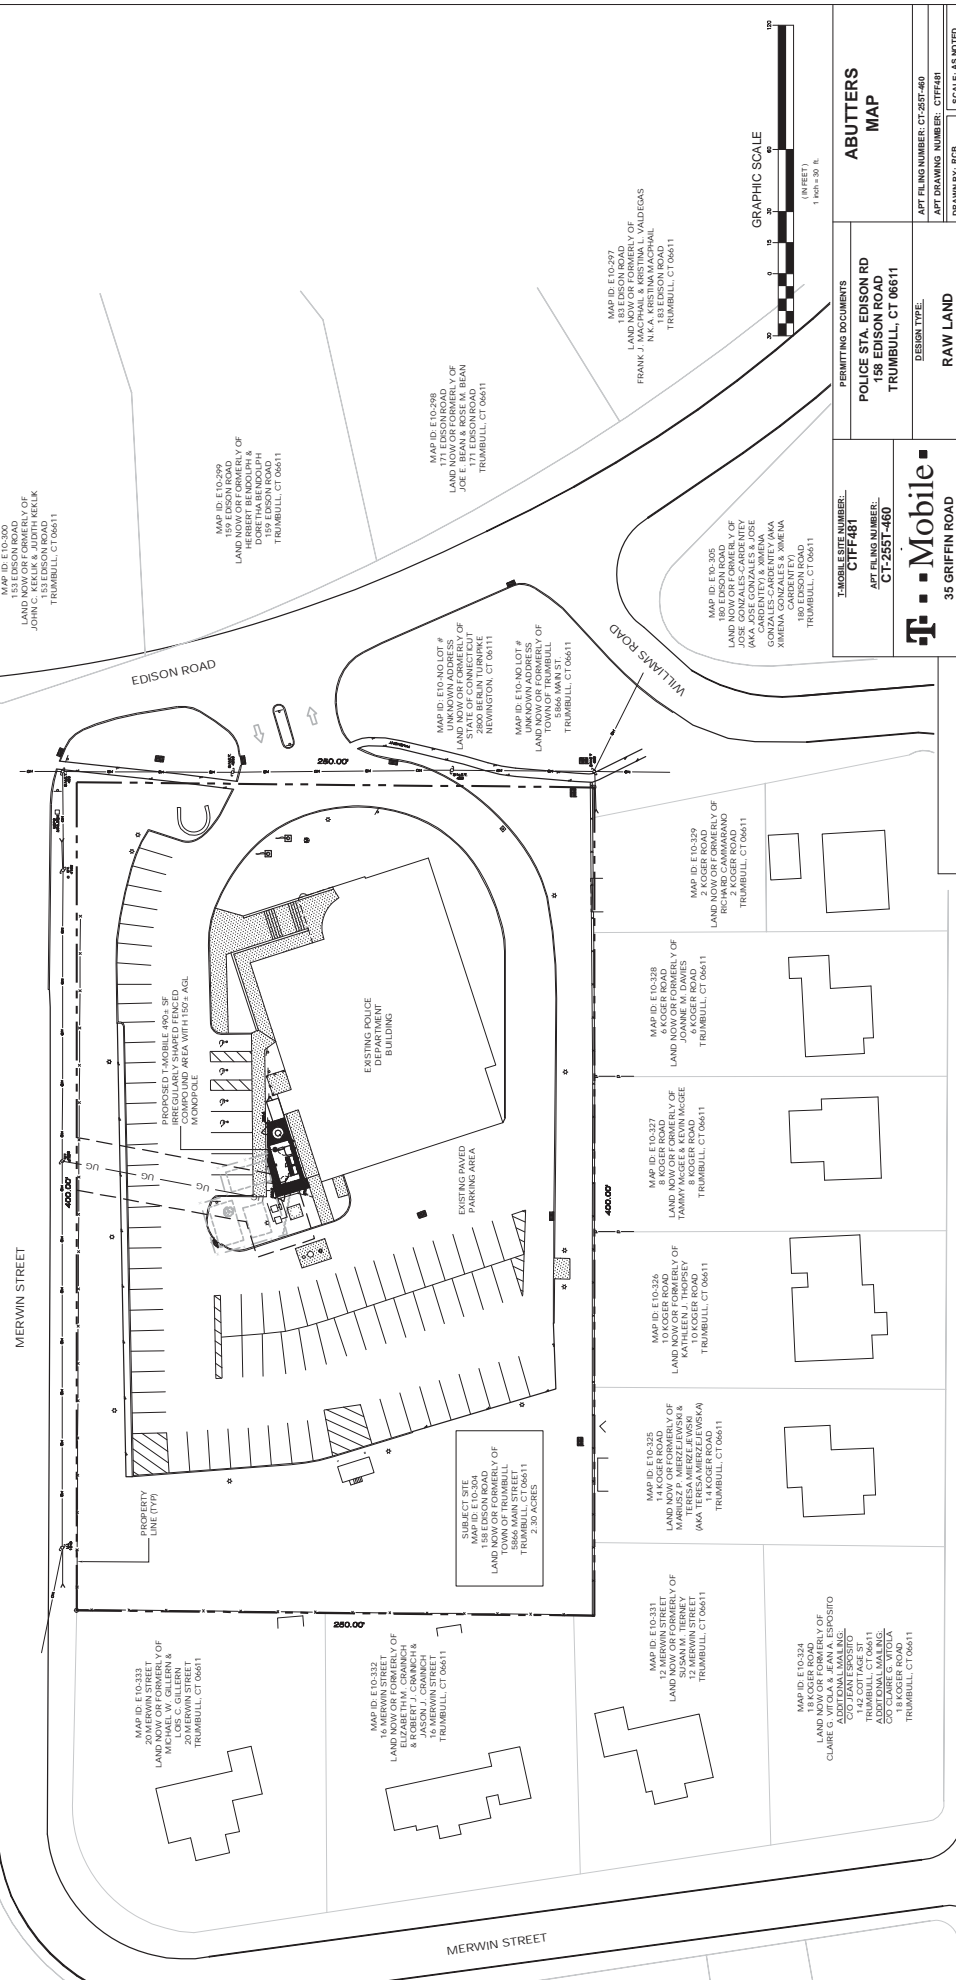 MAP ID: E10-300
153 EDISON ROAD
LAND NOW OR FORMERLY OF
JOHN C. KEKLIK & JUDITH KEKLIK
153 EDISON ROAD
TRUMBULL, CT 06611
MAP ID: E10-299
159 EDISON ROAD
LAND NOW OR FORMERLY OF
HERBERT BENDOLPH &
DORETHA BENDOLPH
159 EDISON ROAD
TRUMBULL, CT 06611
MAP ID: E10-298
171 EDISON ROAD
LAND NOW OR FORMERLY OF
JOE E. BEAN & ROSE M. BEAN
171 EDISON ROAD
TRUMBULL, CT 06611
MAP ID: E10-297
183 EDISON ROAD
LAND NOW OR FORMERLY OF
FRANK J. MACPHAIL & KRISTINA L. VALDEGAS
N.K.A. KRISTINA MACPHAIL
183 EDISON ROAD
TRUMBULL, CT 06611
GRAPHIC SCALE
30 0 15 30 60 120
( IN FEET )
1 inch = 30 ft.
EDISON ROAD
MAP ID: E10-NO LOT #
UNKNOWN ADDRESS
LAND NOW OR FORMERLY OF
STATE OF CONNECTICUT
2800 BERLIN TURNPIKE
NEWINGTON, CT 06111
MAP ID: E10-NO LOT #
UNKNOWN ADDRESS
LAND NOW OR FORMERLY OF
TOWN OF TRUMBULL
5866 MAIN ST.
TRUMBULL, CT 06611
WILLIAMS ROAD
MAP ID: E10-305
180 EDISON ROAD
LAND NOW OR FORMERLY OF
JOSE GONZALES-CARDENTEY
(AKA JOSE GONZALES & JOSE
CARDENTEY) & XIMENA
GONZALES-CARDENTEY (AKA
XIMENA GONZALES & XIMENA
CARDENTEY)
180 EDISON ROAD
TRUMBULL, CT 06611
MERWIN STREET
280.00'
400.00'
PROPOSED T-MOBILE 490± SF
IRREGULARLY SHAPED FENCED
COMPOUND AREA WITH 150'± AGL
MONOPOLE
UG
UG
UG
EXISTING POLICE
DEPARTMENT
BUILDING
EXISTING PAVED
PARKING AREA
400.00'
PROPERTY
LINE (TYP)
SUBJECT SITE
MAP ID: E10-304
158 EDISON ROAD
LAND NOW OR FORMERLY OF
TOWN OF TRUMBULL
5866 MAIN STREET
TRUMBULL, CT 06611
2.30 ACRES
280.00'
MAP ID: E10-329
2 KOGER ROAD
LAND NOW OR FORMERLY OF
RICHARD CAMMARANO
2 KOGER ROAD
TRUMBULL, CT 06611
MAP ID: E10-328
6 KOGER ROAD
LAND NOW OR FORMERLY OF
JOANNE M. DAVIES
6 KOGER ROAD
TRUMBULL, CT 06611
MAP ID: E10-327
8 KOGER ROAD
LAND NOW OR FORMERLY OF
TAMMY McGEE & KEVIN McGEE
8 KOGER ROAD
TRUMBULL, CT 06611
MAP ID: E10-326
10 KOGER ROAD
LAND NOW OR FORMERLY OF
KATHLEEN J. THOPSEY
10 KOGER ROAD
TRUMBULL, CT 06611
MAP ID: E10-325
14 KOGER ROAD
LAND NOW OR FORMERLY OF
MARIUSZ P. MIERZEJEWSKI &
TERESA MIERZEJEWSKI
(AKA TERESA MIERZEJEWSKA)
14 KOGER ROAD
TRUMBULL, CT 06611
MAP ID: E10-333
20 MERWIN STREET
LAND NOW OR FORMERLY OF
MICHAEL W. GILLERN &
LOIS C. GILLERN
20 MERWIN STREET
TRUMBULL, CT 06611
MAP ID: E10-332
16 MERWIN STREET
LAND NOW OR FORMERLY OF
ELIZABETH M. CRAINICH
& ROBERT J. CRAINICH &
JASON J. CRAINICH
16 MERWIN STREET
TRUMBULL, CT 06611
MAP ID: E10-331
12 MERWIN STREET
LAND NOW OR FORMERLY OF
SUSAN M. TIERNEY
12 MERWIN STREET
TRUMBULL, CT 06611
MAP ID: E10-324
18 KOGER ROAD
LAND NOW OR FORMERLY OF
CLAIRE G. VITOLA & JEAN A. ESPOSITO
ADDITIONAL MAILING:
C/O JEAN ESPOSITO
142 COTTAGE ST.
TRUMBULL, CT 06611
ADDITIONAL MAILING:
C/O CLAIRE G. VITOLA
18 KOGER ROAD
TRUMBULL, CT 06611
MERWIN STREET
T-MOBILE SITE NUMBER:
CTFF481
APT FILING NUMBER:
CT-255T-460
T Mobile
35 GRIFFIN ROAD
PERMITTING DOCUMENTS
POLICE STA. EDISON RD
158 EDISON ROAD
TRUMBULL, CT 06611
DESIGN TYPE:
RAW LAND
ABUTTERS
MAP
APT FILING NUMBER: CT-255T-460
APT DRAWING NUMBER: CTFF481
DRAWN BY: RCB
SCALE: AS NOTED